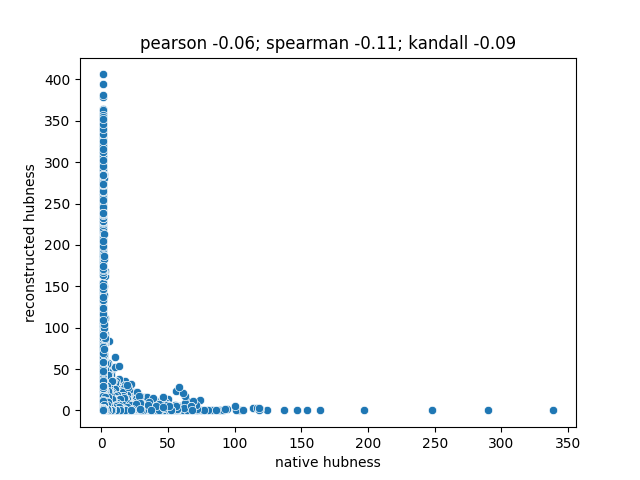 pearson -0.06; spearman -0.11; kandall -0.09
400
350
300
250
200
150
100
50
0
reconstructed hubness
0 50 100 150 200 250 300 350
native hubness